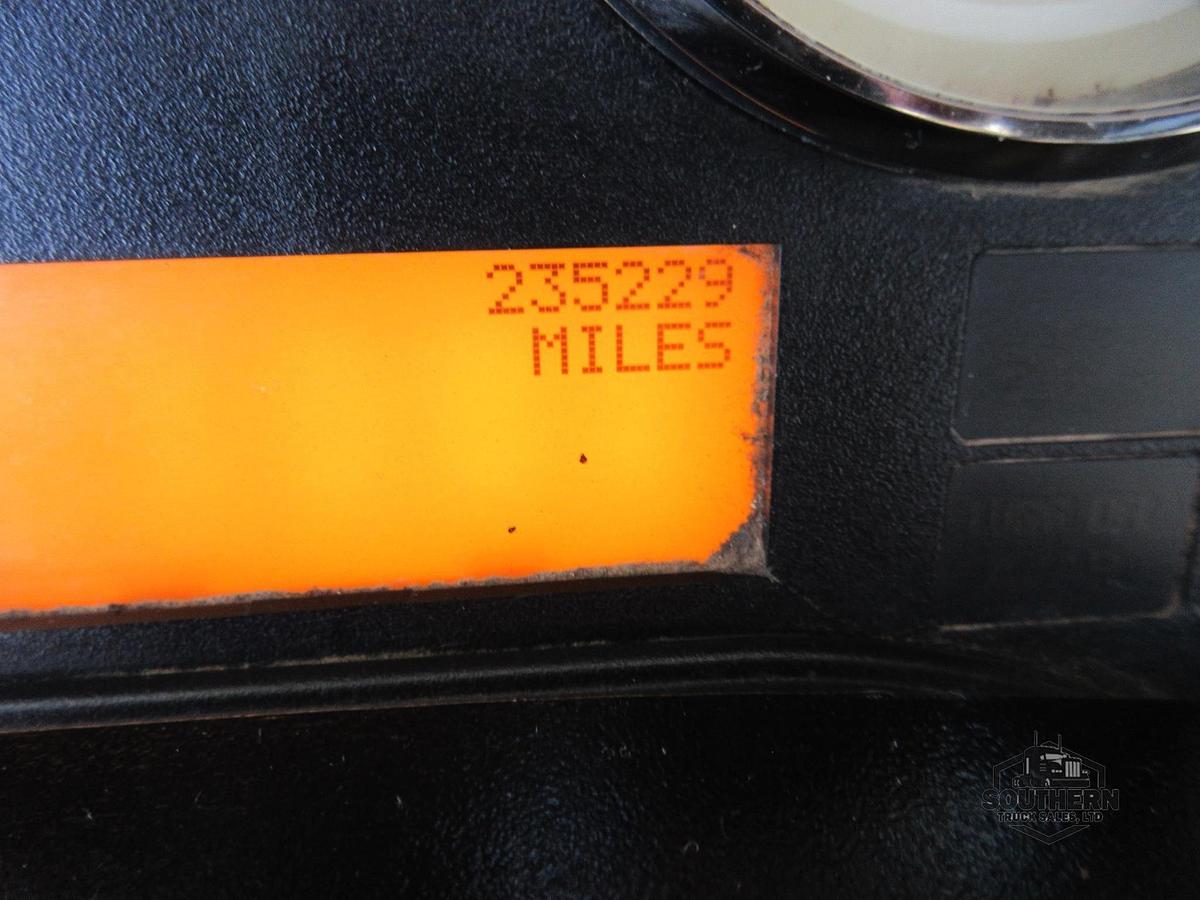 235229
MILES
SOUTHERN
TRUCK SALES, LTD